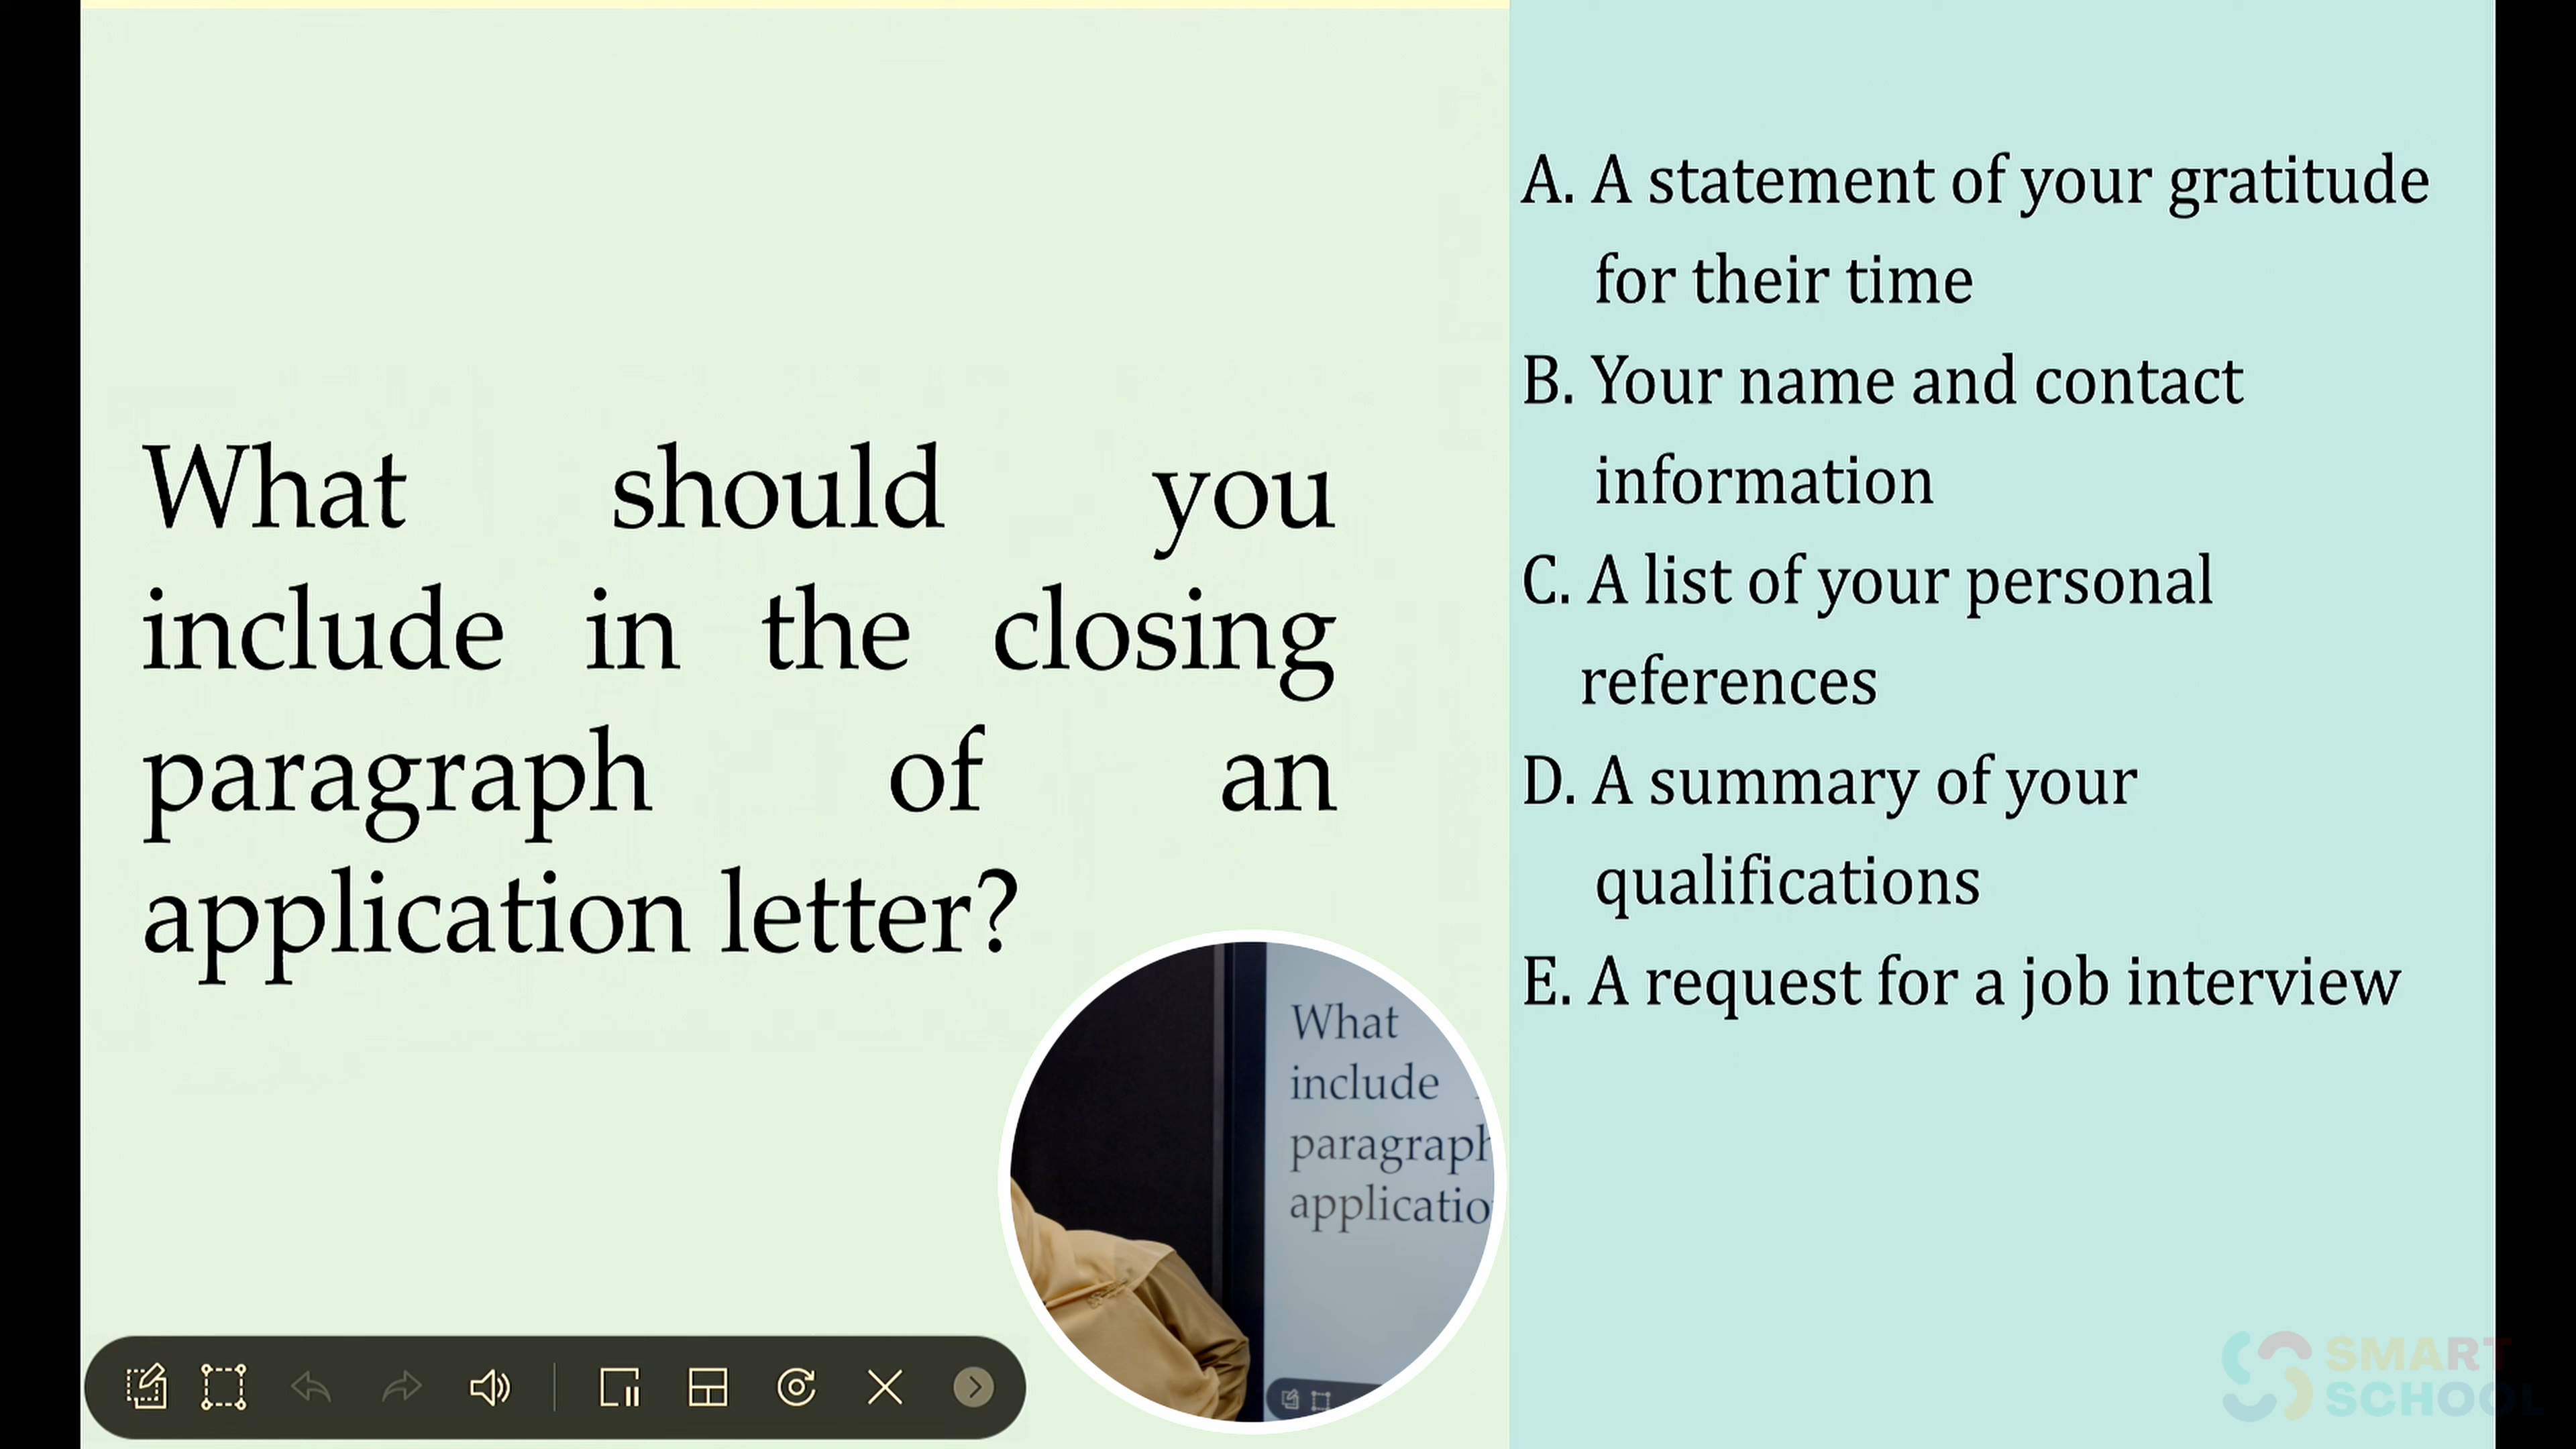 What should you
include in the closing
paragraph of an
application letter?
A. A statement of your gratitude
for their time
B. Your name and contact
information
C. A list of your personal
references
D. A summary of your
qualifications
E. A request for a job interview
What
include
paragraph
applicatio
SMART
SCHOOL